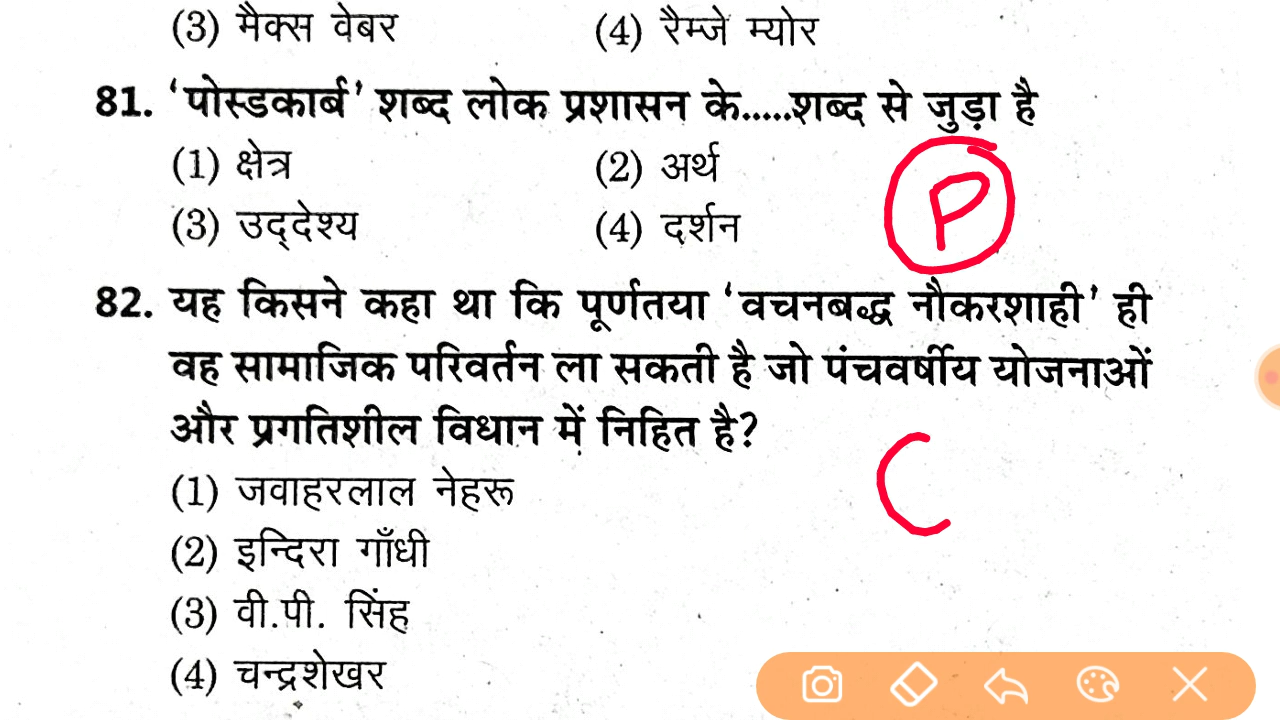 (3) मैक्स वेबर (4) रैम्जे म्योर
81. 'पोस्डकार्ब' शब्द लोक प्रशासन के.....शब्द से जुड़ा है
(1) क्षेत्र (2) अर्थ
(3) उद्देश्य (4) दर्शन
P
82. यह किसने कहा था कि पूर्णतया 'वचनबद्ध नौकरशाही' ही
वह सामाजिक परिवर्तन ला सकती है जो पंचवर्षीय योजनाओं
और प्रगतिशील विधान में निहित है?
C
(1) जवाहरलाल नेहरू
(2) इन्दिरा गाँधी
(3) वी.पी. सिंह
(4) चन्द्रशेखर